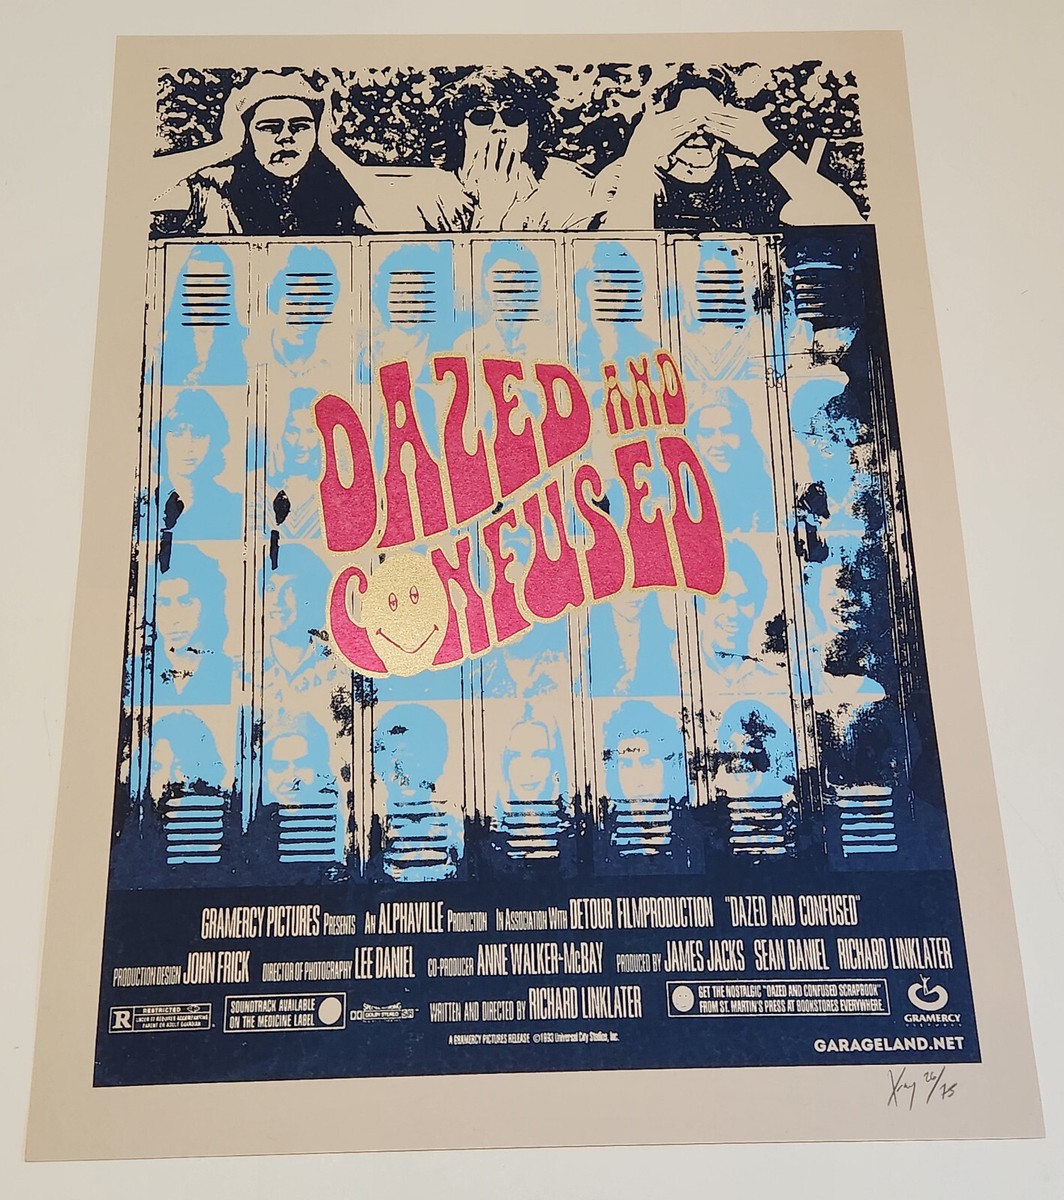 DAZED AND
CONFUSED
GRAMERCY PICTURES PRESENTS AN ALPHAVILLE PRODUCTION IN ASSOCIATION WITH DETOUR FILMPRODUCTION "DAZED AND CONFUSED"
PRODUCTION DESIGN JOHN FRICK DIRECTOR OF PHOTOGRAPHY LEE DANIEL CO-PRODUCER ANNE WALKER-McBAY PRODUCED BY JAMES JACKS SEAN DANIEL RICHARD LINKLATER
R RESTRICTED
SOUNDTRACK AVAILABLE
ON THE MEDICINE LABEL
DOLBY STEREO
WRITTEN AND DIRECTED BY RICHARD LINKLATER
GET THE NOSTALGIC "DAZED AND CONFUSED SCRAPBOOK"
FROM ST. MARTIN'S PRESS AT BOOKSTORES EVERYWHERE.
GRAMERCY
PICTURES
A GRAMERCY PICTURES RELEASE ©1993 Universal City Studios, Inc.
GARAGELAND.NET
Xray 26/75